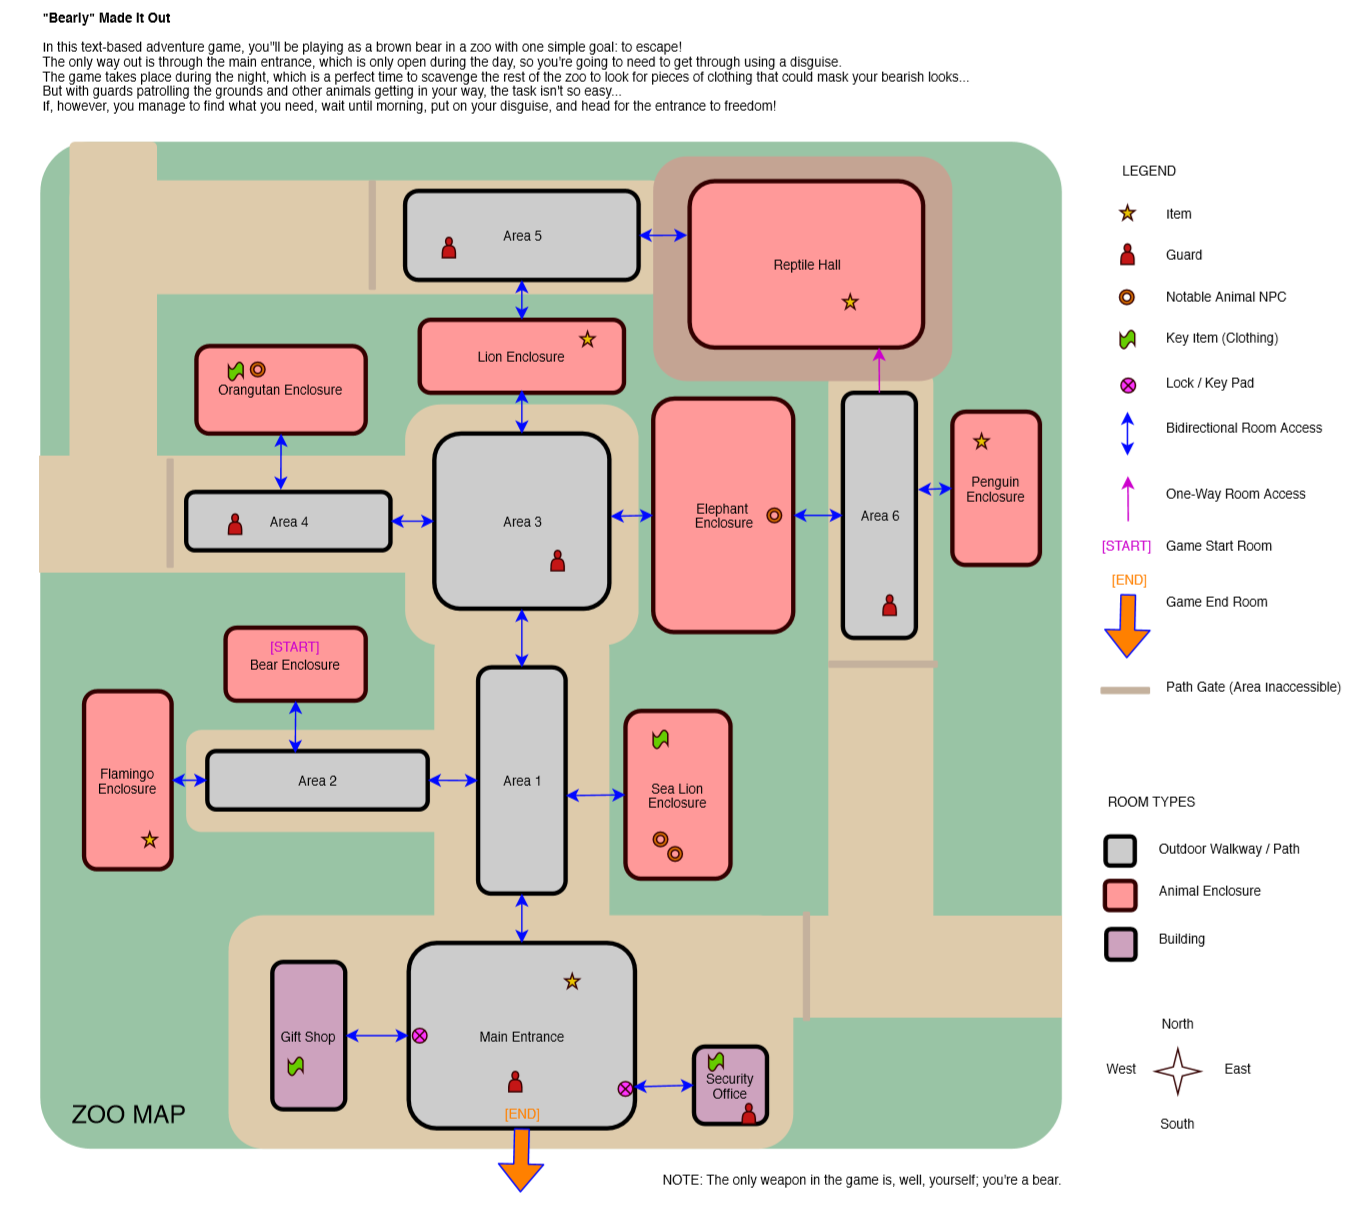 "Bearly" Made It Out
In this text-based adventure game, you"ll be playing as a brown bear in a zoo with one simple goal: to escape!
The only way out is through the main entrance, which is only open during the day, so you're going to need to get through using a disguise.
The game takes place during the night, which is a perfect time to scavenge the rest of the zoo to look for pieces of clothing that could mask your bearish looks...
But with guards patrolling the grounds and other animals getting in your way, the task isn't so easy...
If, however, you manage to find what you need, wait until morning, put on your disguise, and head for the entrance to freedom!
Area 5
Reptile Hall
Lion Enclosure
Orangutan Enclosure
Area 4
Area 3
Elephant
Enclosure
Area 6
Penguin
Enclosure
[START]
Bear Enclosure
Flamingo
Enclosure
Area 2
Area 1
Sea Lion
Enclosure
Gift Shop
Main Entrance
[END]
Security
Office
ZOO MAP
NOTE: The only weapon in the game is, well, yourself; you're a bear.
LEGEND
Item
Guard
Notable Animal NPC
Key Item (Clothing)
Lock / Key Pad
Bidirectional Room Access
One-Way Room Access
[START] Game Start Room
[END]
Game End Room
Path Gate (Area Inaccessible)
ROOM TYPES
Outdoor Walkway / Path
Animal Enclosure
Building
North
West East
South